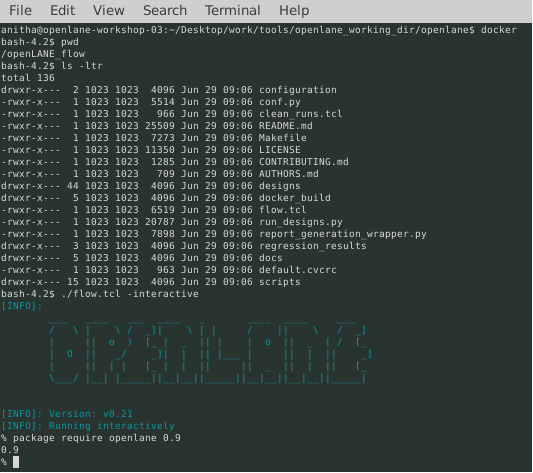 File Edit View Search Terminal Help
anitha@openlane-workshop-03:~/Desktop/work/tools/openlane_working_dir/openlane$ docker
bash-4.2$ pwd
/openLANE_flow
bash-4.2$ ls -ltr
total 136
drwxr-x--- 2 1023 1023 4096 Jun 29 09:06 configuration
-rwxr-x--- 1 1023 1023 5514 Jun 29 09:06 conf.py
-rwxr-x--- 1 1023 1023 966 Jun 29 09:06 clean_runs.tcl
-rwxr-x--- 1 1023 1023 25509 Jun 29 09:06 README.md
-rwxr-x--- 1 1023 1023 7273 Jun 29 09:06 Makefile
-rwxr-x--- 1 1023 1023 11350 Jun 29 09:06 LICENSE
-rwxr-x--- 1 1023 1023 1285 Jun 29 09:06 CONTRIBUTING.md
-rwxr-x--- 1 1023 1023 709 Jun 29 09:06 AUTHORS.md
drwxr-x--- 44 1023 1023 4096 Jun 29 09:06 designs
drwxr-x--- 5 1023 1023 4096 Jun 29 09:06 docker_build
-rwxr-x--- 1 1023 1023 6519 Jun 29 09:06 flow.tcl
-rwxr-x--- 1 1023 1023 20787 Jun 29 09:06 run_designs.py
-rwxr-x--- 1 1023 1023 7898 Jun 29 09:06 report_generation_wrapper.py
drwxr-x--- 3 1023 1023 4096 Jun 29 09:06 regression_results
drwxr-x--- 5 1023 1023 4096 Jun 29 09:06 docs
-rwxr-x--- 1 1023 1023 963 Jun 29 09:06 default.cvcrc
drwxr-x--- 15 1023 1023 4096 Jun 29 09:06 scripts
bash-4.2$ ./flow.tcl -interactive
[INFO]:
OPENLANE
[INFO]: Version: v0.21
[INFO]: Running interactively
% package require openlane 0.9
0.9
%